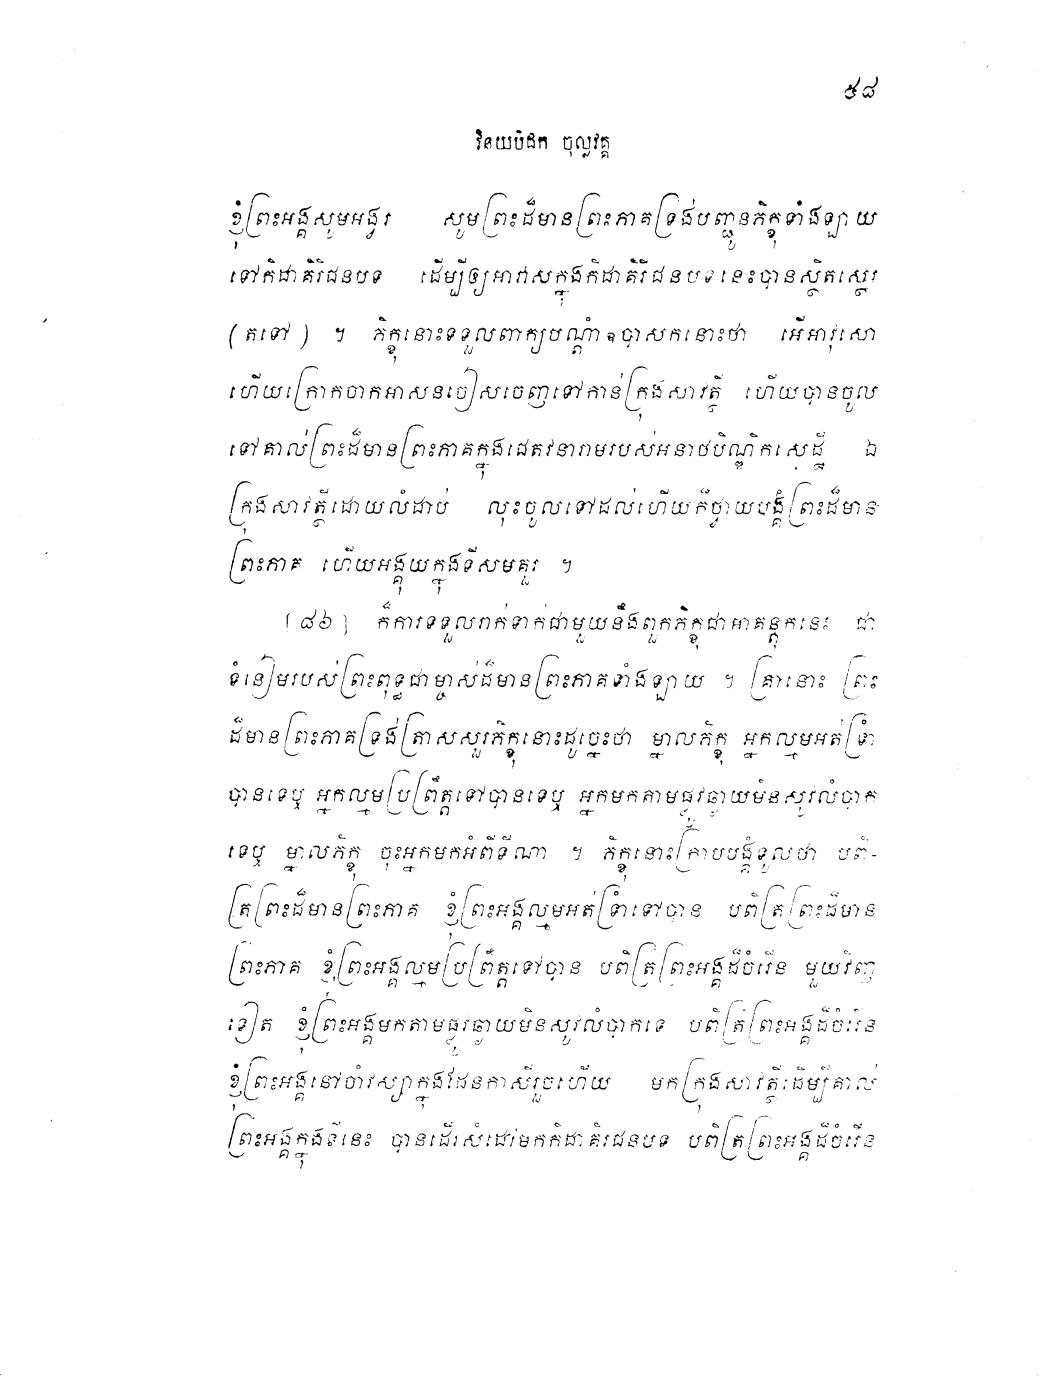 ៥៨
វិនយបិដក ចុល្លវគ្គ
ខ្ញុំព្រះអង្គសូមអង្វរ សូមព្រះដ៏មានព្រះភាគទ្រង់បញ្ជូនភិក្ខុទាំងឡាយ
ទៅកិដាគិរិជនបទ ដើម្បីឲ្យអាវាសក្នុងកិដាគិរិជនបទនេះបានស្ថិតស្ថេរ
(តទៅ) ។ ភិក្ខុនោះទទួលពាក្យបណ្តាំឧបាសកនោះថា អើអាវុសោ
ហើយក្រោកចាកអាសនៈចៀសចេញទៅកាន់ក្រុងសាវត្ថី ហើយបានចូល
ទៅគាល់ព្រះដ៏មានព្រះភាគក្នុងជេតវនារាមរបស់អនាថបិណ្ឌិកសេដ្ឋី ឯ
ក្រុងសាវត្ថីដោយលំដាប់ លុះចូលទៅដល់ហើយក៏ថ្វាយបង្គំព្រះដ៏មាន
ព្រះភាគ ហើយអង្គុយក្នុងទីសមគួរ ។
[៨៦] ក៏ការទទួលរាក់ទាក់ជាមួយនឹងពួកភិក្ខុជាអាគន្តុកនេះ ជា
ទំនៀមរបស់ព្រះពុទ្ធជាម្ចាស់ដ៏មានព្រះភាគទាំងឡាយ ។ គ្រានោះ ព្រះ
ដ៏មានព្រះភាគទ្រង់ត្រាសសួរភិក្ខុនោះដូច្នេះថា ម្នាលភិក្ខុ អ្នកល្មមអត់ទ្រាំ
បានទេឬ អ្នកល្មមប្រព្រឹត្តទៅបានទេឬ អ្នកមកតាមផ្លូវឆ្ងាយមិនសូវលំបាក
ទេឬ ម្នាលភិក្ខុ ចុះអ្នកមកអំពីទីណា ។ ភិក្ខុនោះក្រាបបង្គំទូលថា បពិ-
ត្រព្រះដ៏មានព្រះភាគ ខ្ញុំព្រះអង្គល្មមអត់ទ្រាំទៅបាន បពិត្រព្រះដ៏មាន
ព្រះភាគ ខ្ញុំព្រះអង្គល្មមប្រព្រឹត្តទៅបាន បពិត្រព្រះអង្គដ៏ចំរើន មួយវិញ
ទៀត ខ្ញុំព្រះអង្គមកតាមផ្លូវឆ្ងាយមិនសូវលំបាកទេ បពិត្រព្រះអង្គដ៏ចំរើន
ខ្ញុំព្រះអង្គនៅចាំវស្សាក្នុងដែនកាសីរួចហើយ មកក្រុងសាវត្ថីដើម្បីគាល់
ព្រះអង្គក្នុងទីនេះ បានដើរសំដៅមកកិដាគិរិជនបទ បពិត្រព្រះអង្គដ៏ចំរើន